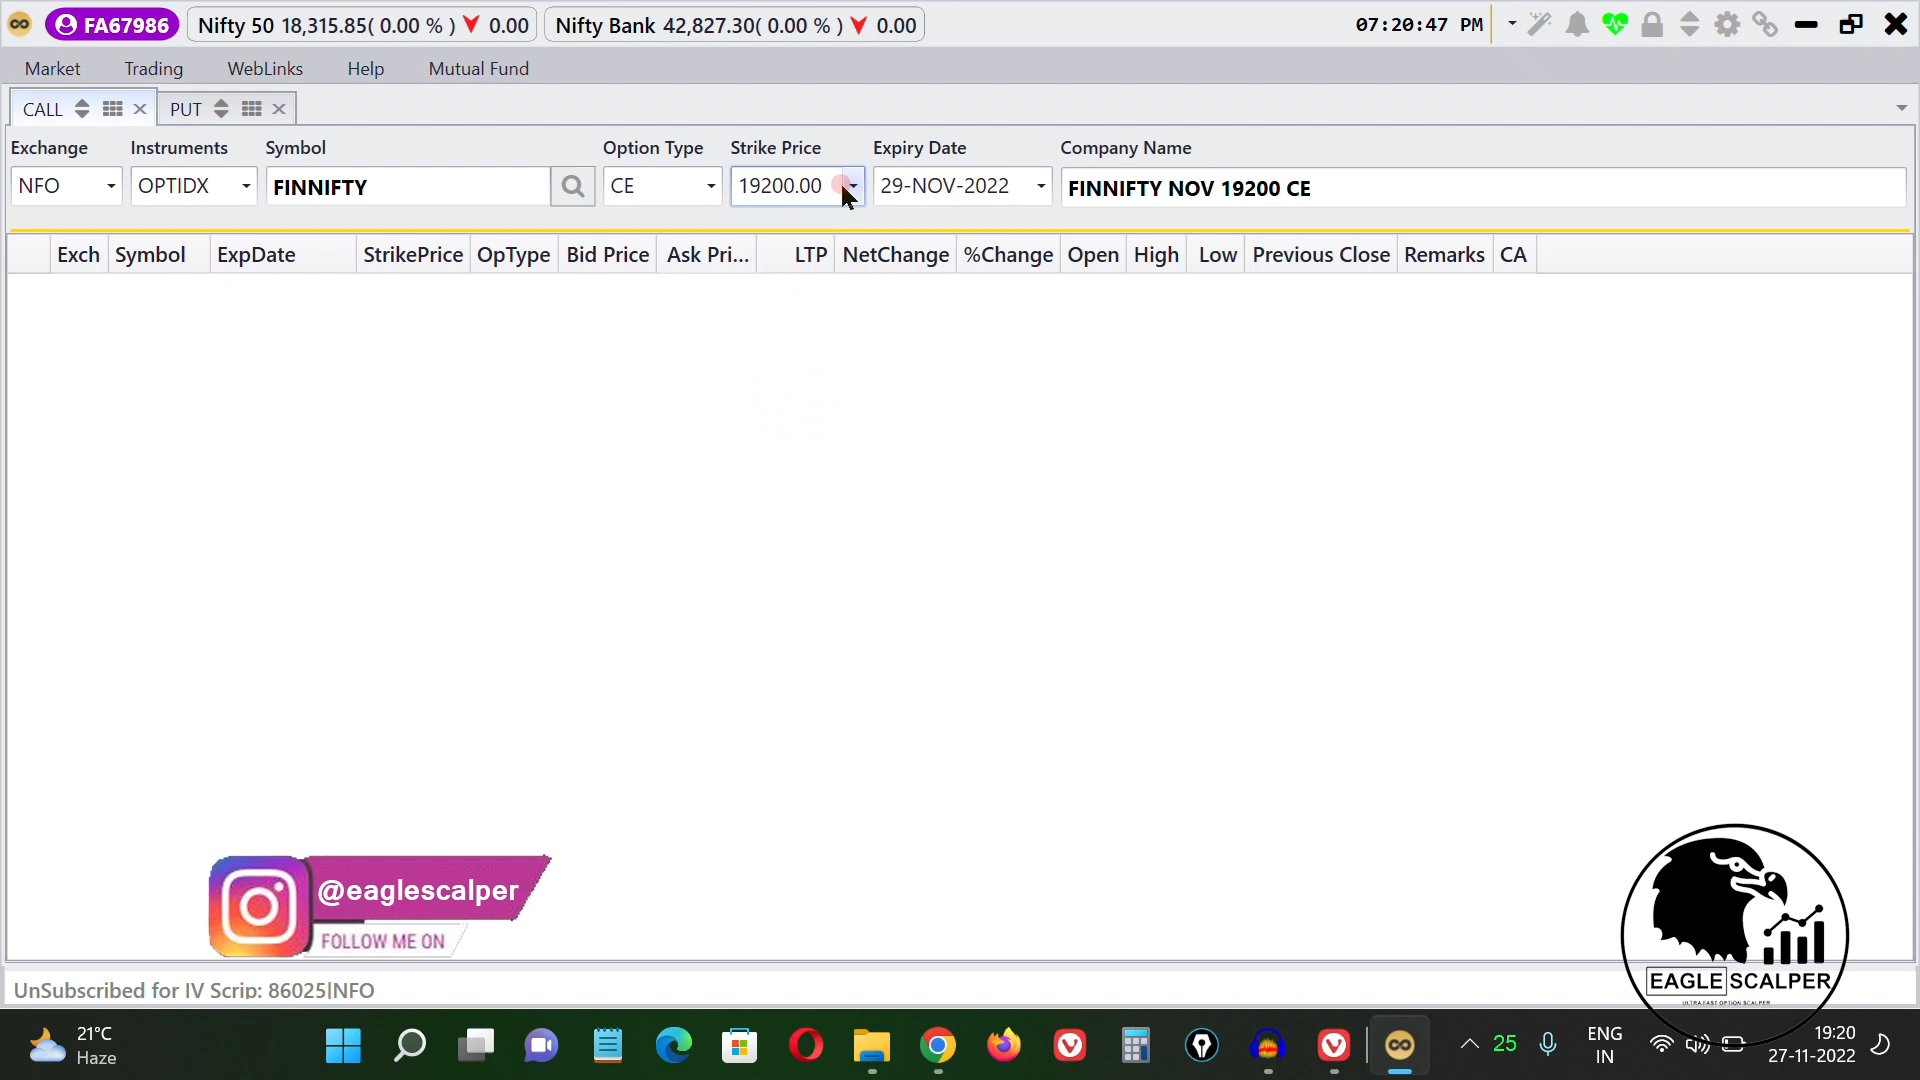 FA67986
Nifty 50 18,315.85( 0.00 % ) 0.00
Nifty Bank 42,827.30( 0.00 % ) 0.00
07:20:47 PM
Market Trading WebLinks Help Mutual Fund
CALL PUT
Exchange Instruments Symbol Option Type Strike Price Expiry Date Company Name
NFO OPTIDX FINNIFTY CE 19200.00 29-NOV-2022 FINNIFTY NOV 19200 CE
Exch Symbol ExpDate StrikePrice OpType Bid Price Ask Pri... LTP NetChange %Change Open High Low Previous Close Remarks CA
@eaglescalper
FOLLOW ME ON
EAGLE SCALPER
ULTRA FAST OPTION SCALPER
UnSubscribed for IV Scrip: 86025|NFO
21°C
Haze
25
ENG
IN
19:20
27-11-2022